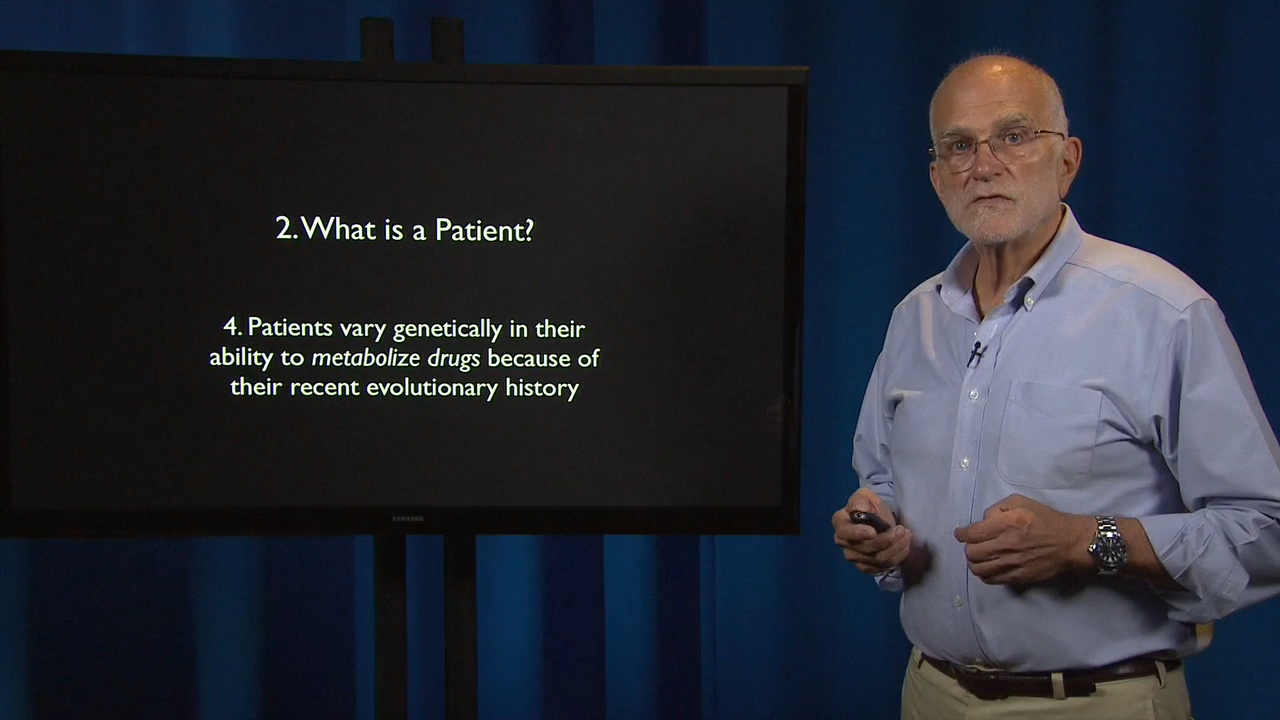 2. What is a Patient?
4. Patients vary genetically in their
ability to metabolize drugs because of
their recent evolutionary history
SAMSUNG